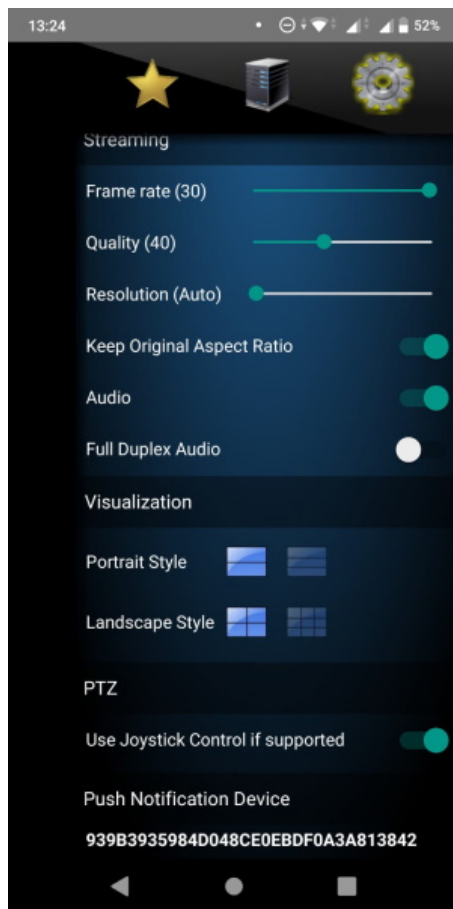 13:24
52%
Streaming
Frame rate (30)
Quality (40)
Resolution (Auto)
Keep Original Aspect Ratio
Audio
Full Duplex Audio
Visualization
Portrait Style
Landscape Style
PTZ
Use Joystick Control if supported
Push Notification Device
939B3935984D048CE0EBDF0A3A813842